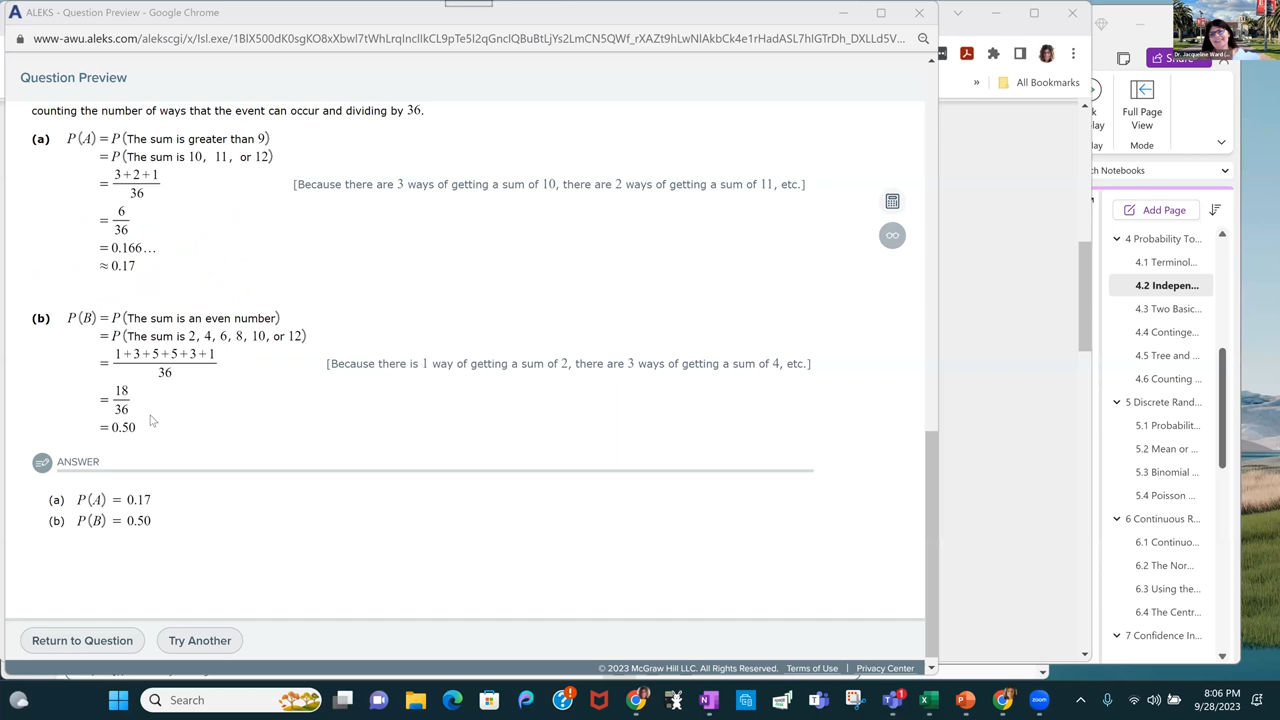 ALEKS - Question Preview - Google Chrome
Question Preview
All Bookmarks
Dr. Jacqueline Ward
Share
counting the number of ways that the event can occur and dividing by 36.
(a) P(A) = P(The sum is greater than 9)
= P(The sum is 10, 11, or 12)
= 3+2+1/36 [Because there are 3 ways of getting a sum of 10, there are 2 ways of getting a sum of 11, etc.]
= 6/36
= 0.166...
≈ 0.17
(b) P(B) = P(The sum is an even number)
= P(The sum is 2, 4, 6, 8, 10, or 12)
= 1+3+5+5+3+1/36 [Because there is 1 way of getting a sum of 2, there are 3 ways of getting a sum of 4, etc.]
= 18/36
= 0.50
ANSWER
(a) P(A) = 0.17
(b) P(B) = 0.50
Return to Question
Try Another
© 2023 McGraw Hill LLC. All Rights Reserved. Terms of Use Privacy Center
Full Page
View
Mode
ch Notebooks
Add Page
4 Probability To...
4.1 Terminol...
4.2 Indepen...
4.3 Two Basic...
4.4 Continge...
4.5 Tree and ...
4.6 Counting ...
5 Discrete Rand...
5.1 Probabilit...
5.2 Mean or ...
5.3 Binomial ...
5.4 Poisson ...
6 Continuous R...
6.1 Continuo...
6.2 The Nor...
6.3 Using the...
6.4 The Centr...
7 Confidence In...
Search
zoom
8:06 PM
9/28/2023